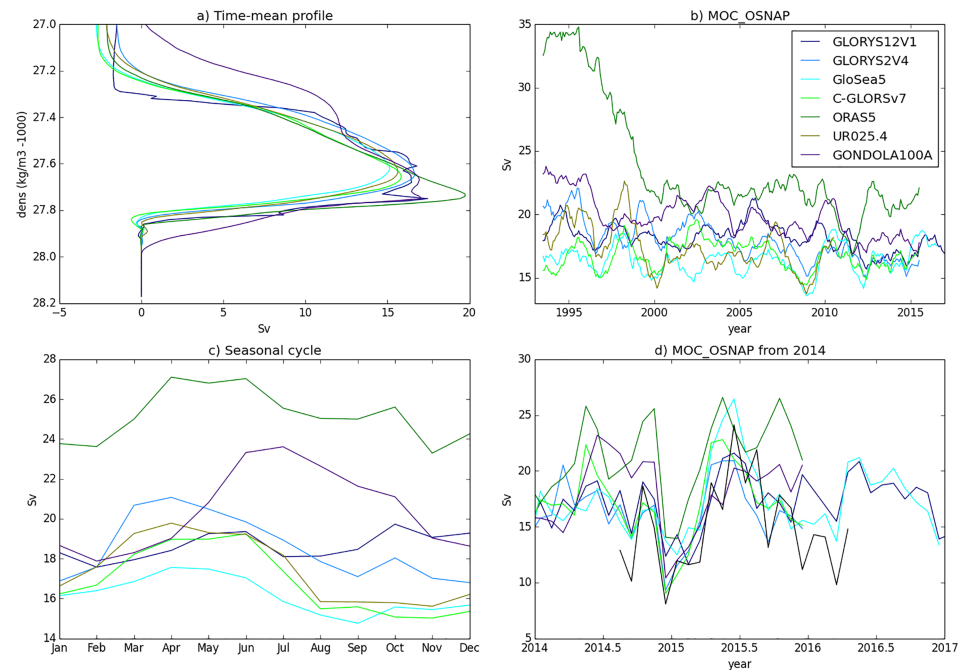 a) Time-mean profile
27.0
27.2
27.4
27.6
27.8
28.0
28.2
dens (kg/m3 -1000)
−5
0
5
10
15
20
Sv
b) MOC_OSNAP
35
30
25
20
15
Sv
1995
2000
2005
2010
2015
year
GLORYS12V1
GLORYS2V4
GloSea5
C-GLORSv7
ORAS5
UR025.4
GONDOLA100A
c) Seasonal cycle
28
26
24
22
20
18
16
14
Sv
Jan Feb Mar Apr May Jun Jul Aug Sep Oct Nov Dec
d) MOC_OSNAP from 2014
30
25
20
15
10
5
Sv
2014 2014.5 2015 2015.5 2016 2016.5 2017
year